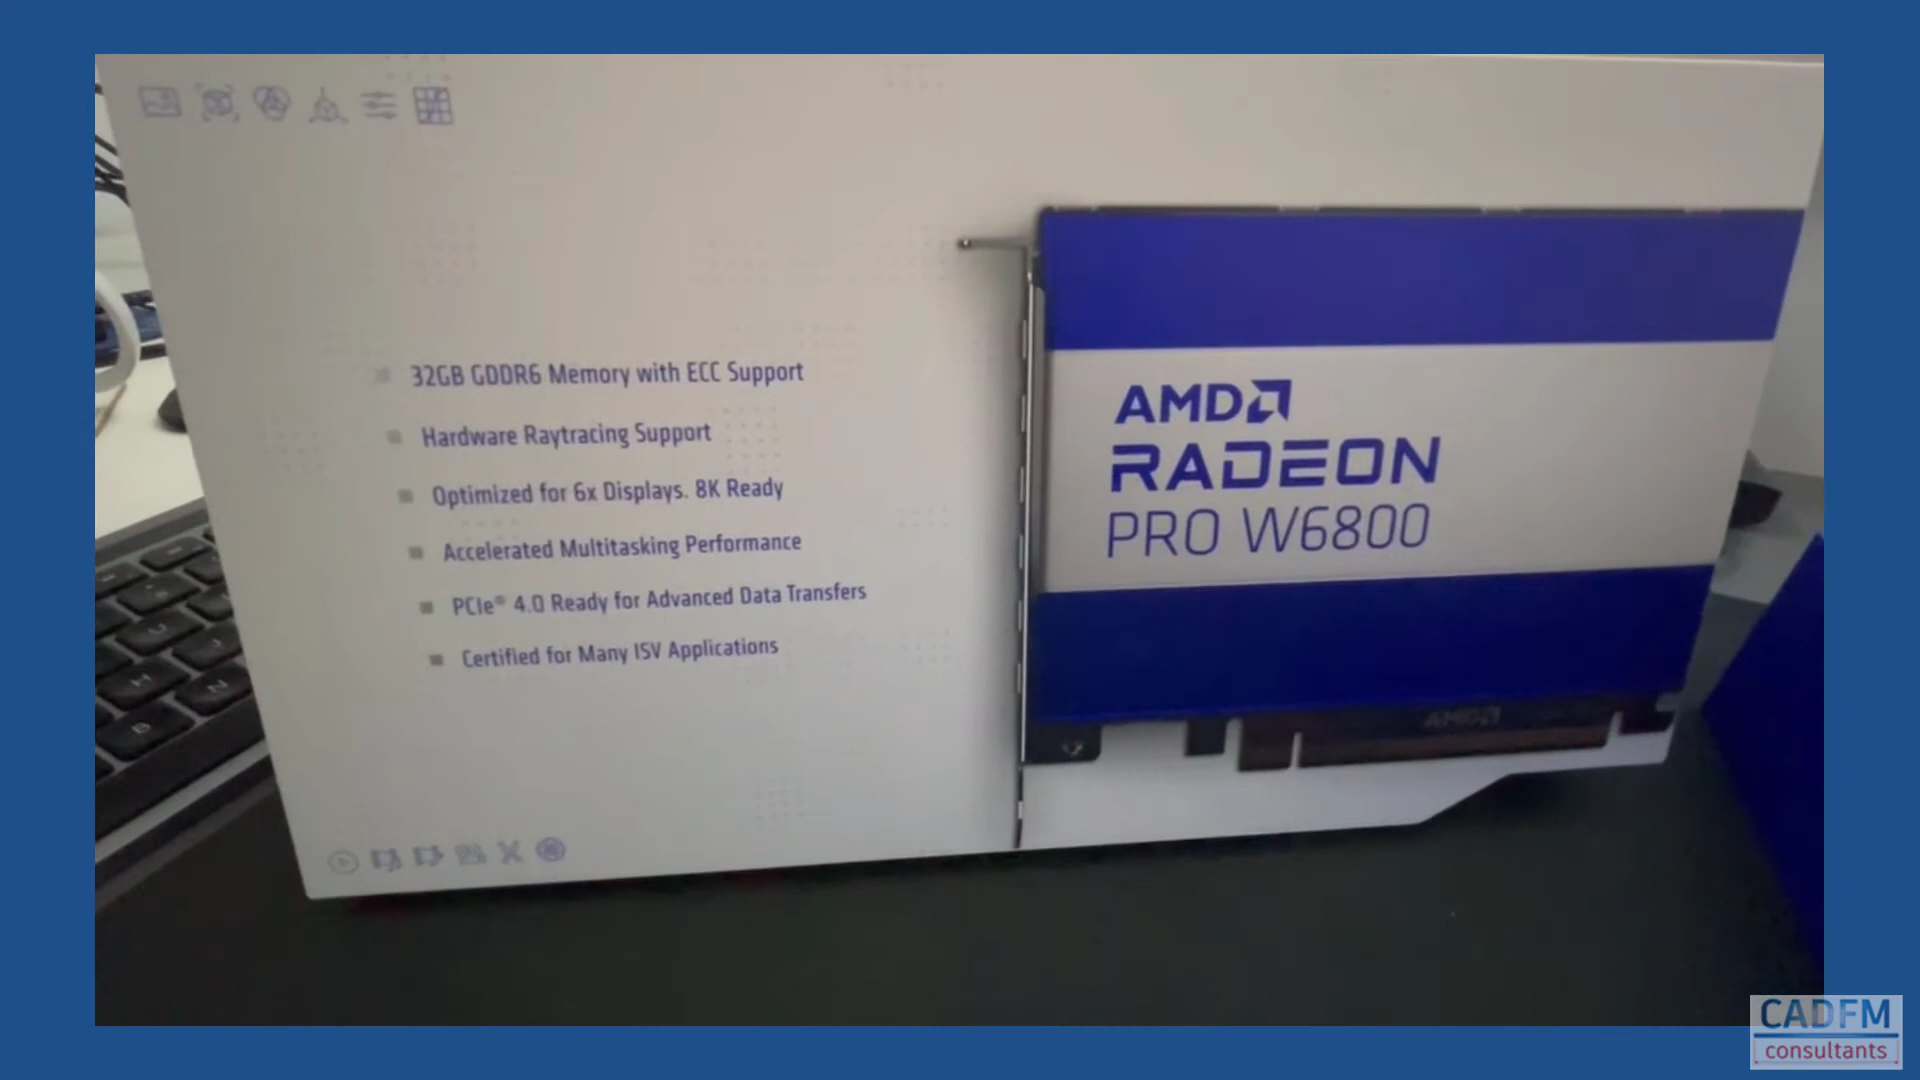 32GB GDDR6 Memory with ECC Support
Hardware Raytracing Support
Optimized for 6x Displays. 8K Ready
Accelerated Multitasking Performance
PCIe® 4.0 Ready for Advanced Data Transfers
Certified for Many ISV Applications
AMD
RADEON
PRO W6800
AMD
CADFM
consultants